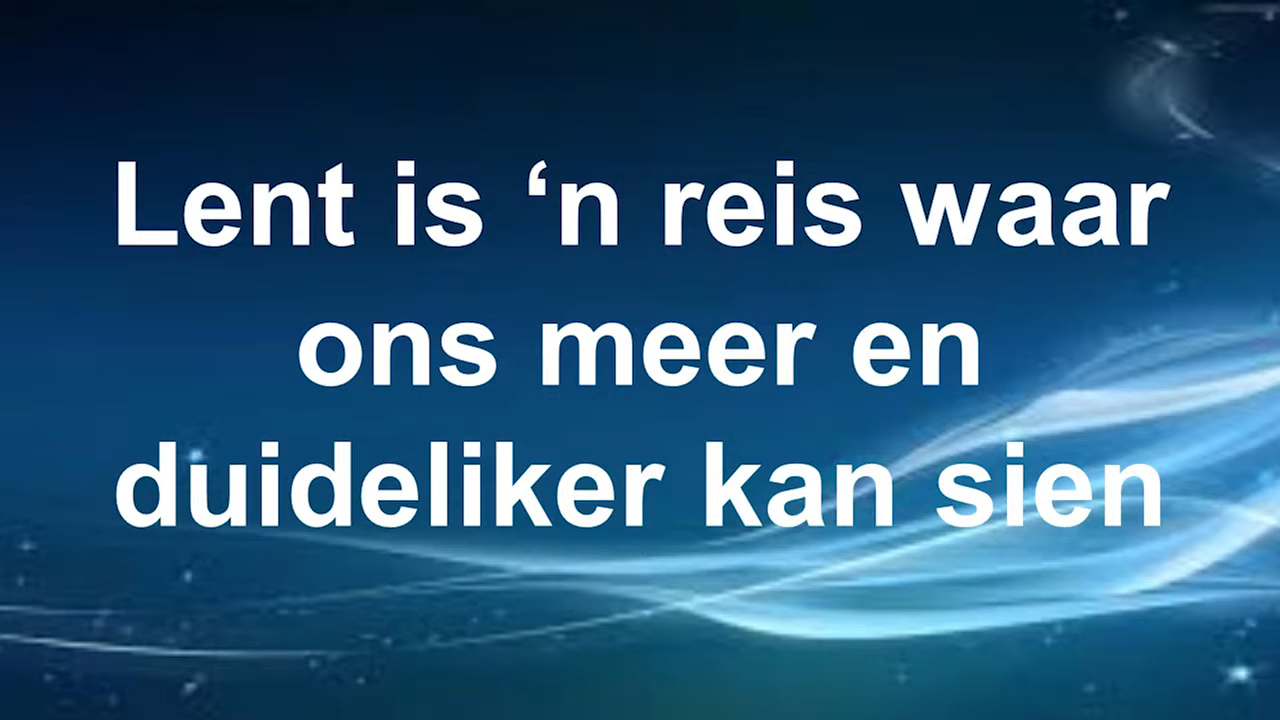 Lent is ‘n reis waar
ons meer en
duideliker kan sien